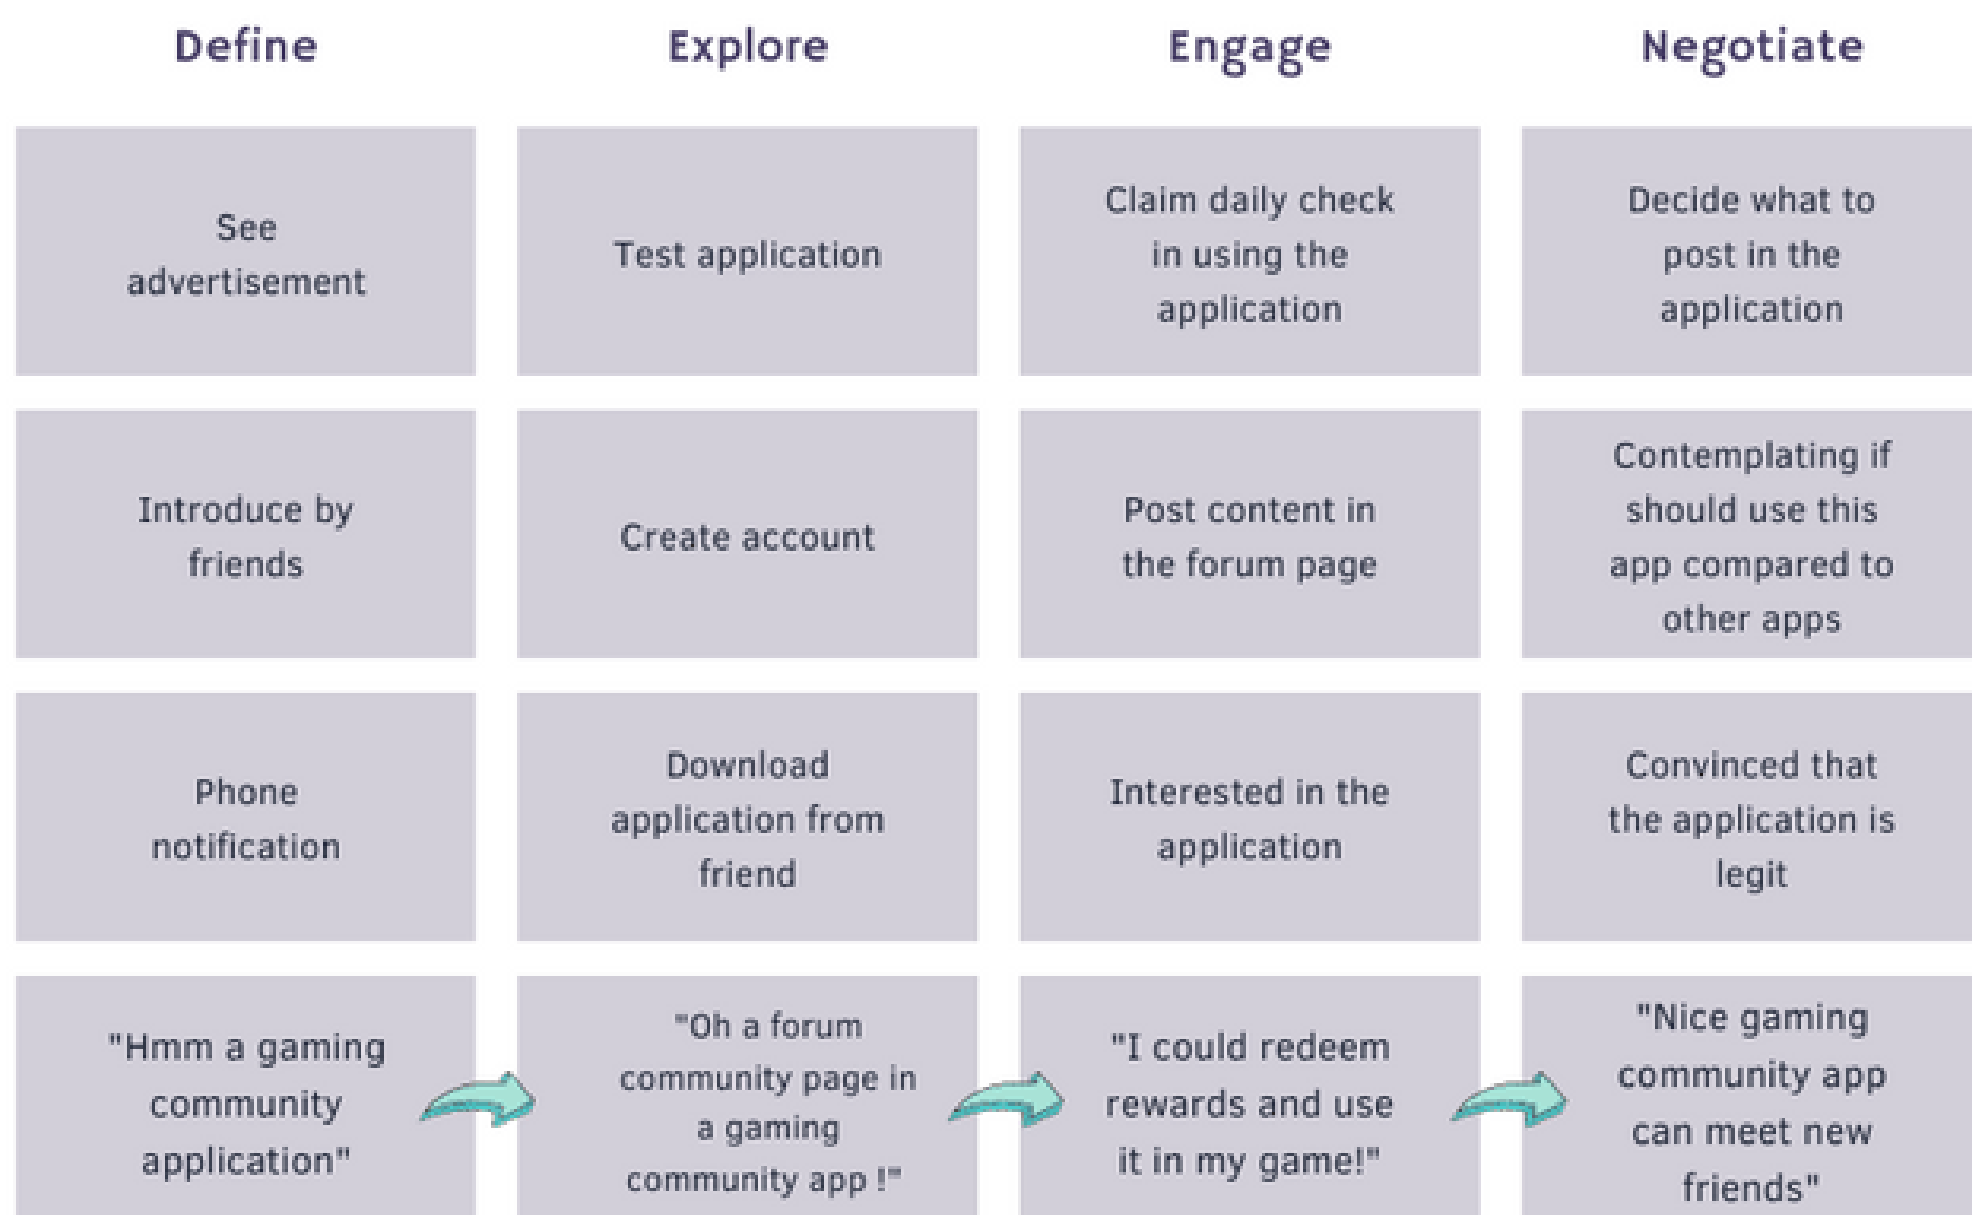 Define
Explore
Engage
Negotiate
See
advertisement
Test application
Claim daily check
in using the
application
Decide what to
post in the
application
Introduce by
friends
Create account
Post content in
the forum page
Contemplating if
should use this
app compared to
other apps
Phone
notification
Download
application from
friend
Interested in the
application
Convinced that
the application is
legit
"Hmm a gaming
community
application"
"Oh a forum
community page in
a gaming
community app !"
"I could redeem
rewards and use
it in my game!"
"Nice gaming
community app
can meet new
friends"